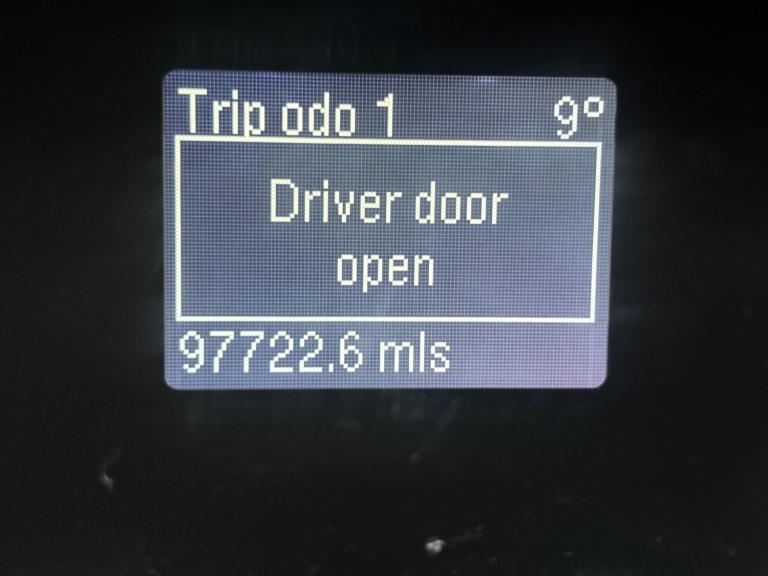 Trip odo 1 9°
Driver door
open
97722.6 mls